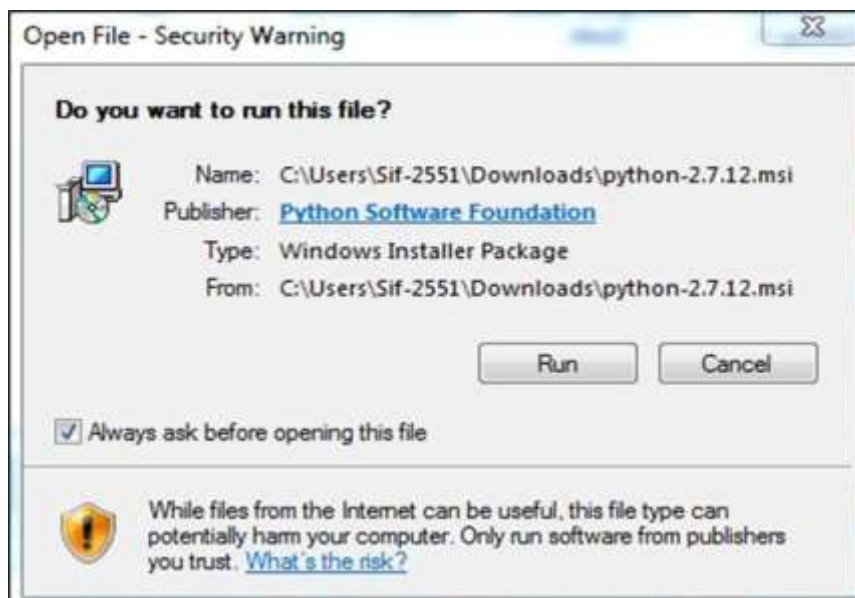 Open File - Security Warning
Do you want to run this file?
Name: C:\Users\Sif-2551\Downloads\python-2.7.12.msi
Publisher: Python Software Foundation
Type: Windows Installer Package
From: C:\Users\Sif-2551\Downloads\python-2.7.12.msi
Run Cancel
Always ask before opening this file
While files from the Internet can be useful, this file type can
potentially harm your computer. Only run software from publishers
you trust. What's the risk?